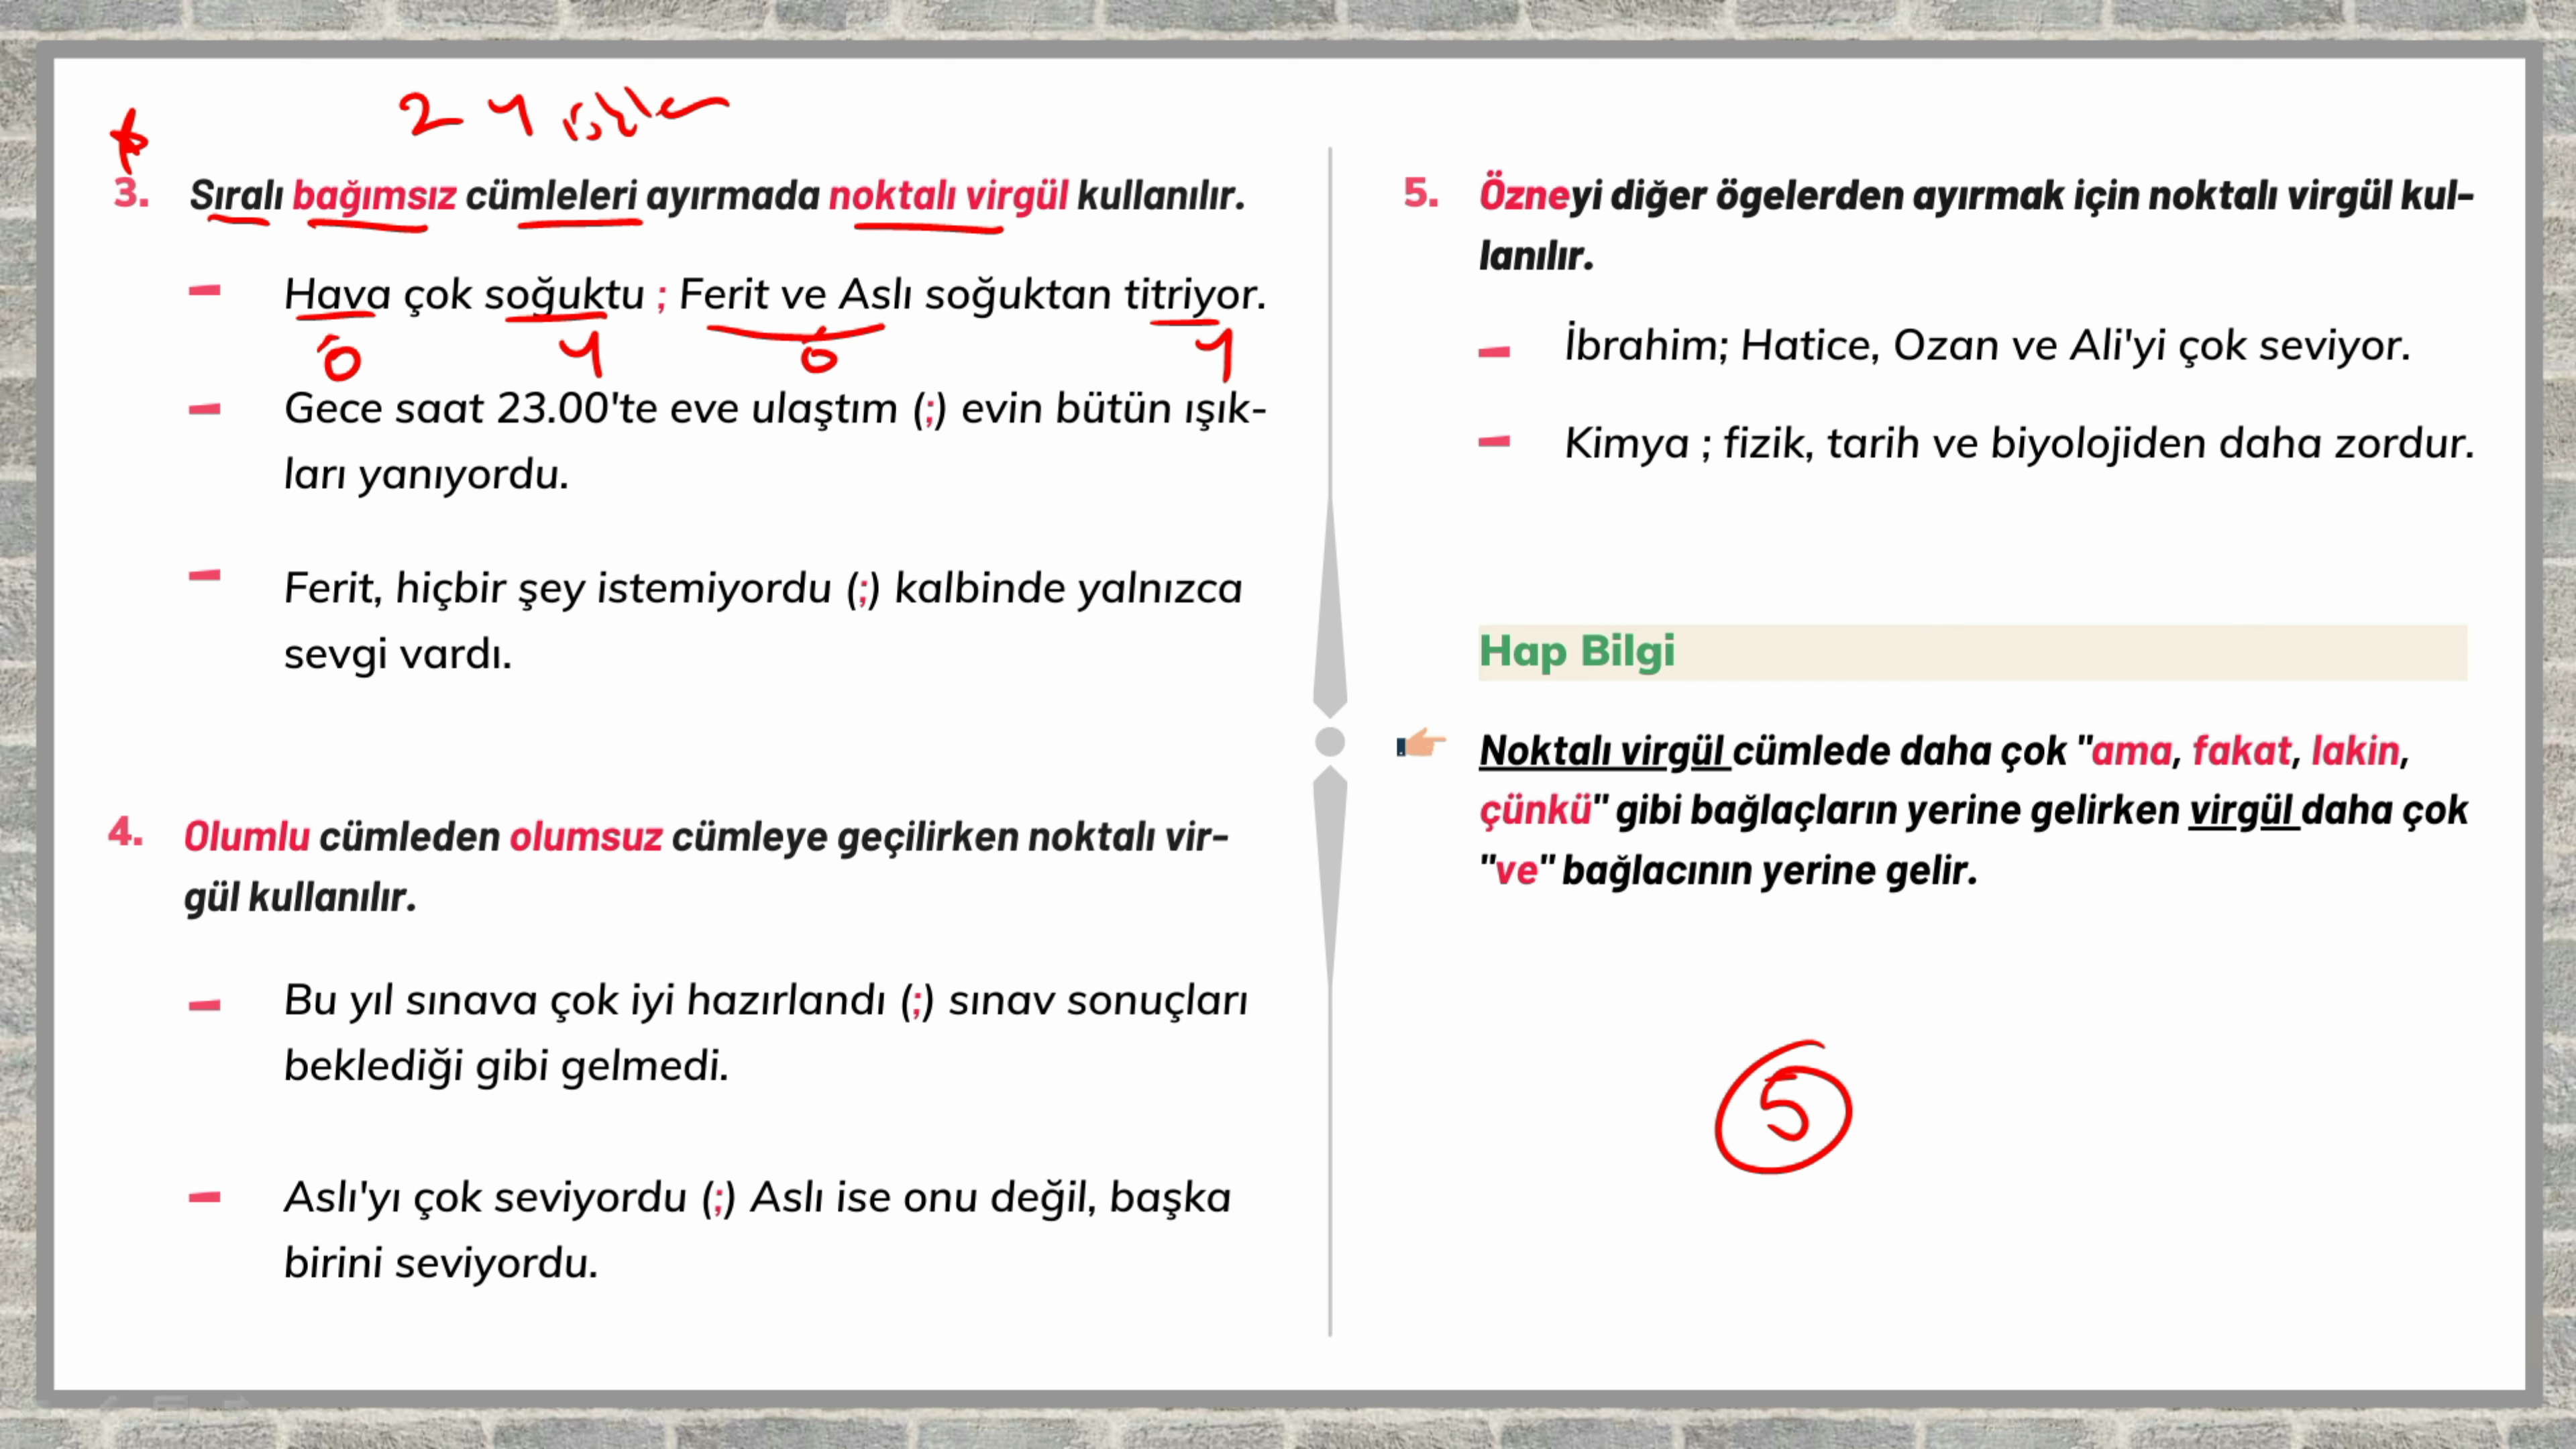 3. Sıralı bağımsız cümleleri ayırmada noktalı virgül kullanılır.
- Hava çok soğuktu ; Ferit ve Aslı soğuktan titriyor.
Ö Y Ö Y
- Gece saat 23.00'te eve ulaştım (;) evin bütün ışık-
ları yanıyordu.
- Ferit, hiçbir şey istemiyordu (;) kalbinde yalnızca
sevgi vardı.
4. Olumlu cümleden olumsuz cümleye geçilirken noktalı vir-
gül kullanılır.
- Bu yıl sınava çok iyi hazırlandı (;) sınav sonuçları
beklediği gibi gelmedi.
- Aslı'yı çok seviyordu (;) Aslı ise onu değil, başka
birini seviyordu.
5. Özneyi diğer ögelerden ayırmak için noktalı virgül kul-
lanılır.
- İbrahim; Hatice, Ozan ve Ali'yi çok seviyor.
- Kimya ; fizik, tarih ve biyolojiden daha zordur.
Hap Bilgi
Noktalı virgül cümlede daha çok "ama, fakat, lakin,
çünkü" gibi bağlaçların yerine gelirken virgül daha çok
"ve" bağlacının yerine gelir.
5